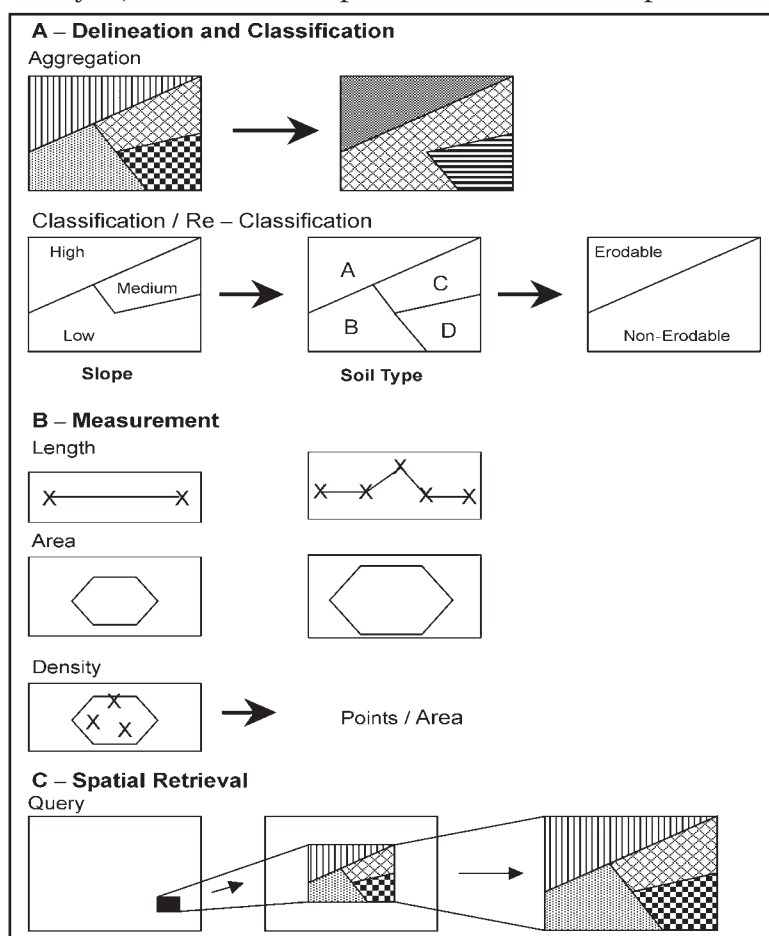 A – Delineation and Classification
Aggregation
Classification / Re – Classification
High
Medium
Low
Slope
A
C
B
D
Soil Type
Erodable
Non-Erodable
B – Measurement
Length
X X
X X X X X
Area
Density
X
X X
Points / Area
C – Spatial Retrieval
Query